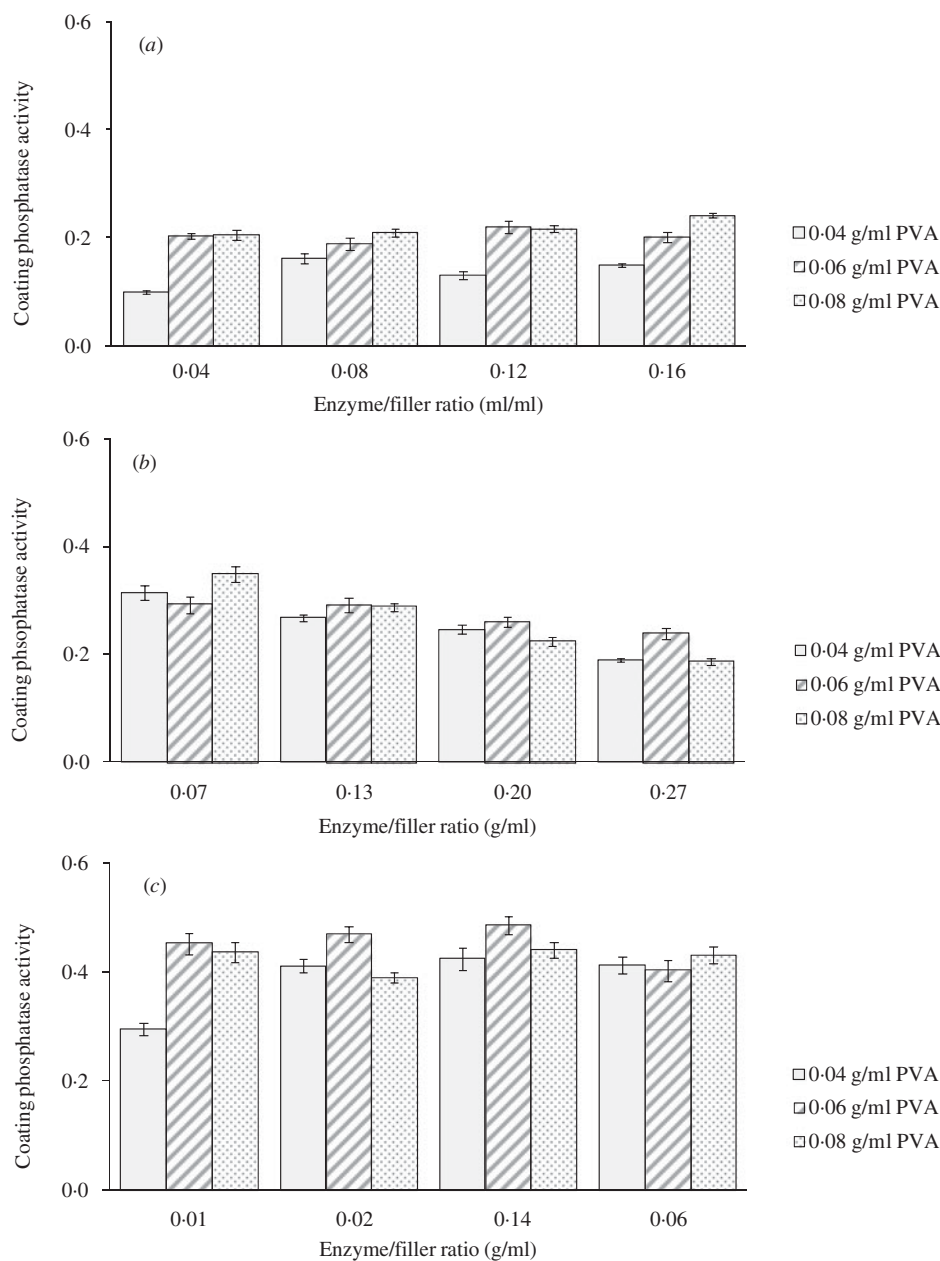 0·6
(a)
0·4
0·2
0·0
Coating phosphatase activity
0·04 0·08 0·12 0·16
Enzyme/filler ratio (ml/ml)
0·04 g/ml PVA
0·06 g/ml PVA
0·08 g/ml PVA
0·6
(b)
0·4
0·2
0·0
Coating phsophatase activity
0·07 0·13 0·20 0·27
Enzyme/filler ratio (g/ml)
0·04 g/ml PVA
0·06 g/ml PVA
0·08 g/ml PVA
0·6
(c)
0·4
0·2
0·0
Coating phosphatase activity
0·01 0·02 0·14 0·06
Enzyme/filler ratio (g/ml)
0·04 g/ml PVA
0·06 g/ml PVA
0·08 g/ml PVA